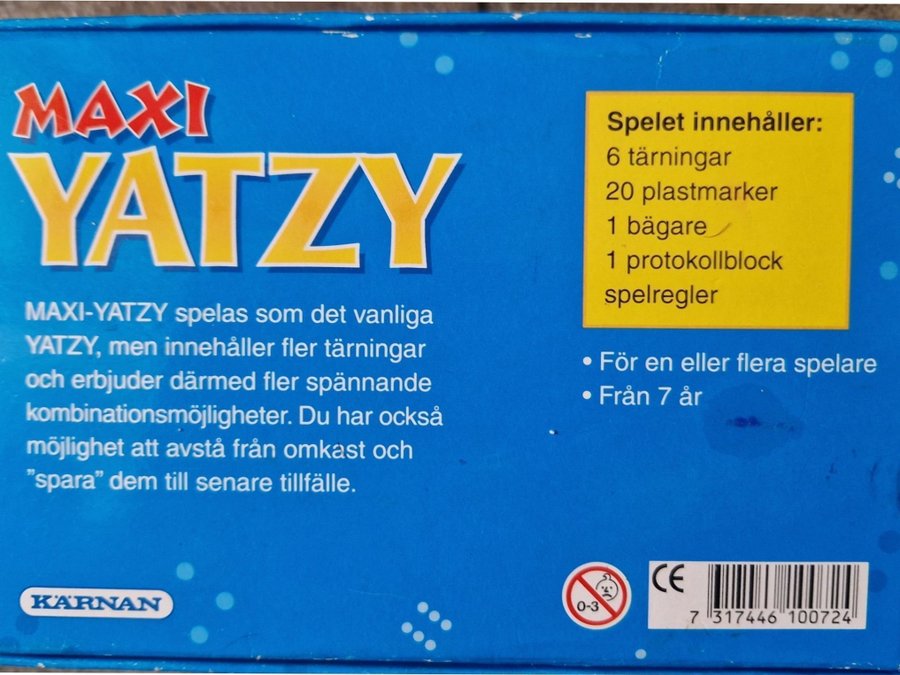 MAXI
YATZY
MAXI-YATZY spelas som det vanliga
YATZY, men innehåller fler tärningar
och erbjuder därmed fler spännande
kombinationsmöjligheter. Du har också
möjlighet att avstå från omkast och
"spara" dem till senare tillfälle.
Spelet innehåller:
6 tärningar
20 plastmarker
1 bägare
1 protokollblock
spelregler
• För en eller flera spelare
• Från 7 år
KÄRNAN
0-3
CE
7 317446 100724